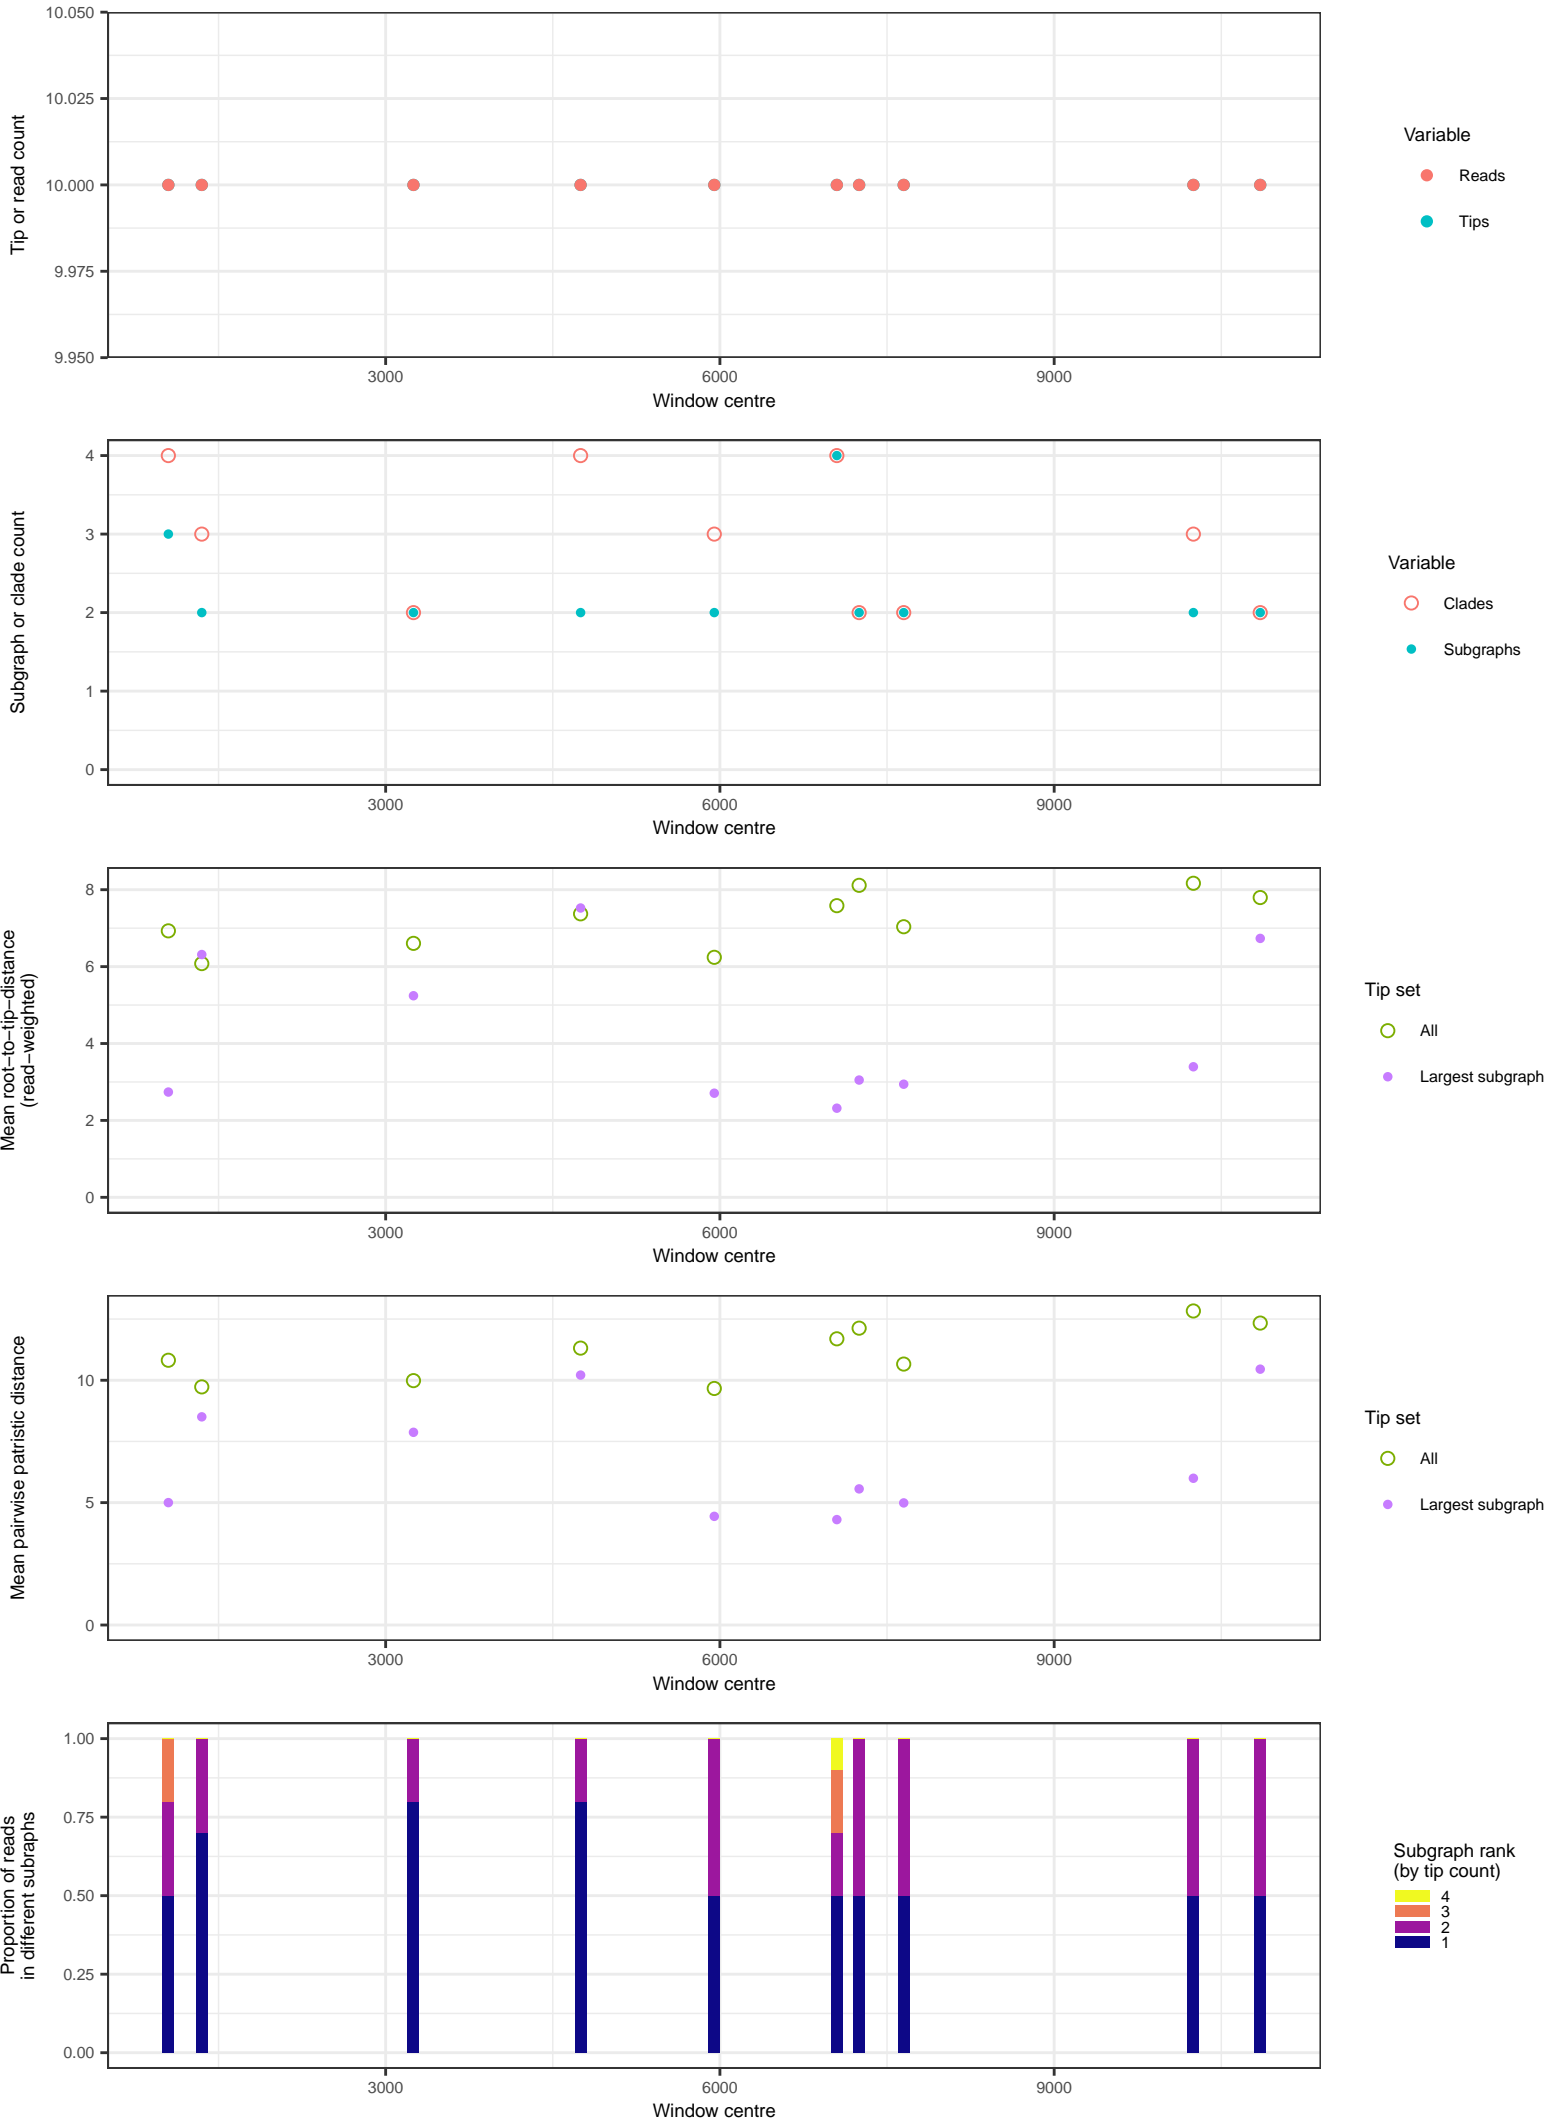 10.050
10.025
10.000
9.975
9.950
Tip or read count
3000 6000 9000
Window centre
Variable
Reads
Tips
4
3
2
1
0
Subgraph or clade count
3000 6000 9000
Window centre
Variable
Clades
Subgraphs
8
6
4
2
0
Mean root−to−tip−distance
(read−weighted)
3000 6000 9000
Window centre
Tip set
All
Largest subgraph
10
5
0
Mean pairwise patristic distance
3000 6000 9000
Window centre
Tip set
All
Largest subgraph
1.00
0.75
0.50
0.25
0.00
Proportion of reads
in different subraphs
3000 6000 9000
Window centre
Subgraph rank
(by tip count)
4
3
2
1